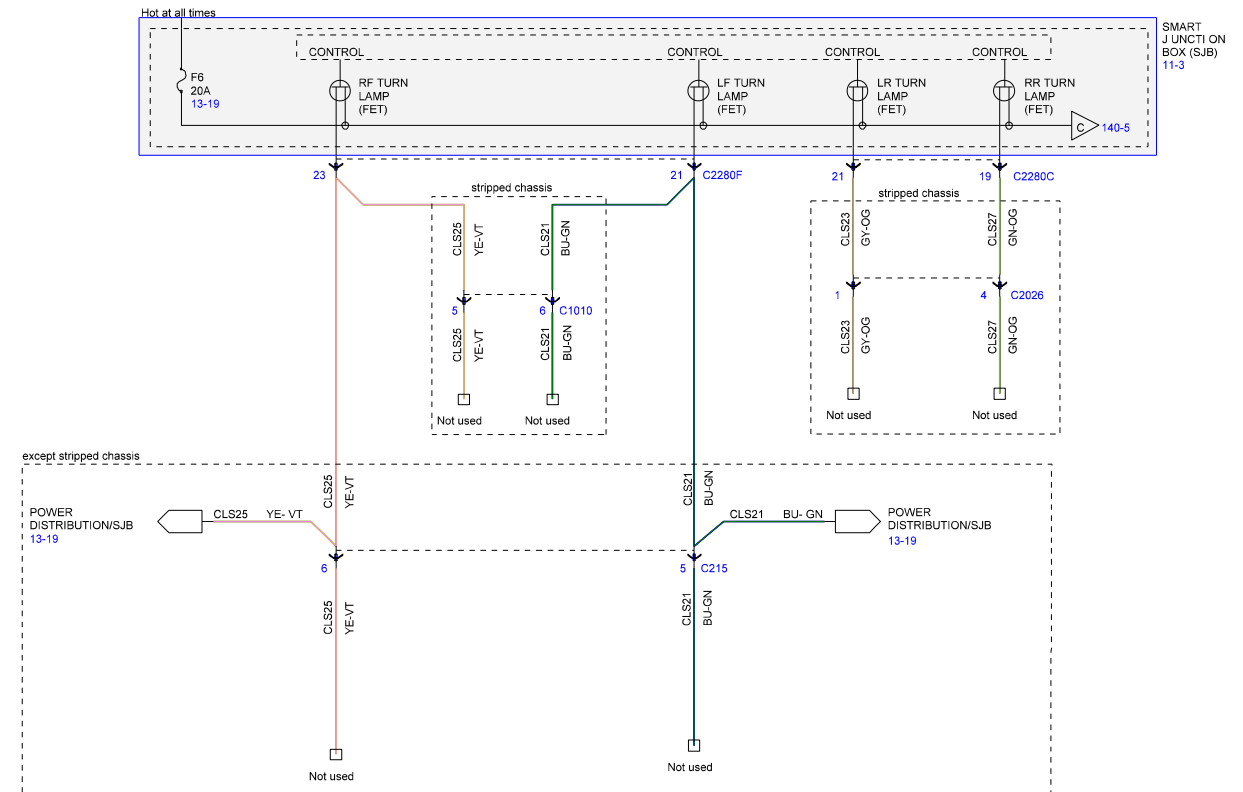 Hot at all times
SMART
JUNCTION
BOX (SJB)
11-3
CONTROL
CONTROL
CONTROL
CONTROL
F6
20A
13-19
RF TURN
LAMP
(FET)
LF TURN
LAMP
(FET)
LR TURN
LAMP
(FET)
RR TURN
LAMP
(FET)
C
140-5
23
21
C2280F
21
19
C2280C
stripped chassis
stripped chassis
CLS25
YE-VT
CLS21
BU-GN
CLS23
GY-OG
CLS27
GN-OG
5
6
C1010
1
4
C2026
CLS25
YE-VT
CLS21
BU-GN
CLS23
GY-OG
CLS27
GN-OG
Not used
Not used
Not used
Not used
except stripped chassis
CLS25
YE-VT
CLS21
BU-GN
POWER
DISTRIBUTION/SJB
13-19
CLS25
YE- VT
CLS21
BU- GN
POWER
DISTRIBUTION/SJB
13-19
6
5
C215
CLS25
YE-VT
CLS21
BU-GN
Not used
Not used